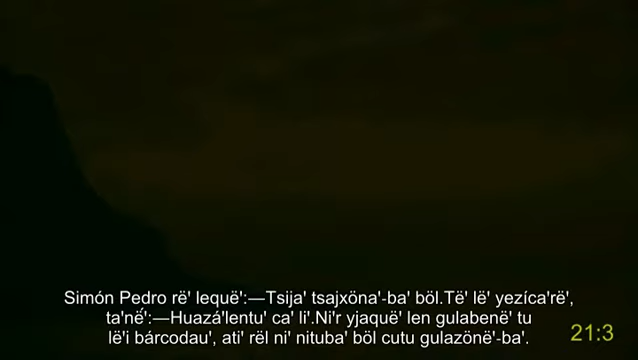 Simón Pedro rë' lequë':—Tsija' tsajxöna'-ba' böl.Të' lë' yezíca'rë',
ta'në́':—Huazá'lentu' ca' li'.Ni'r yjaquë' len gulabenë' tu
lë'i bárcodau', ati' rël ni' nituba' böl cutu gulazönë'-ba'.
21:3